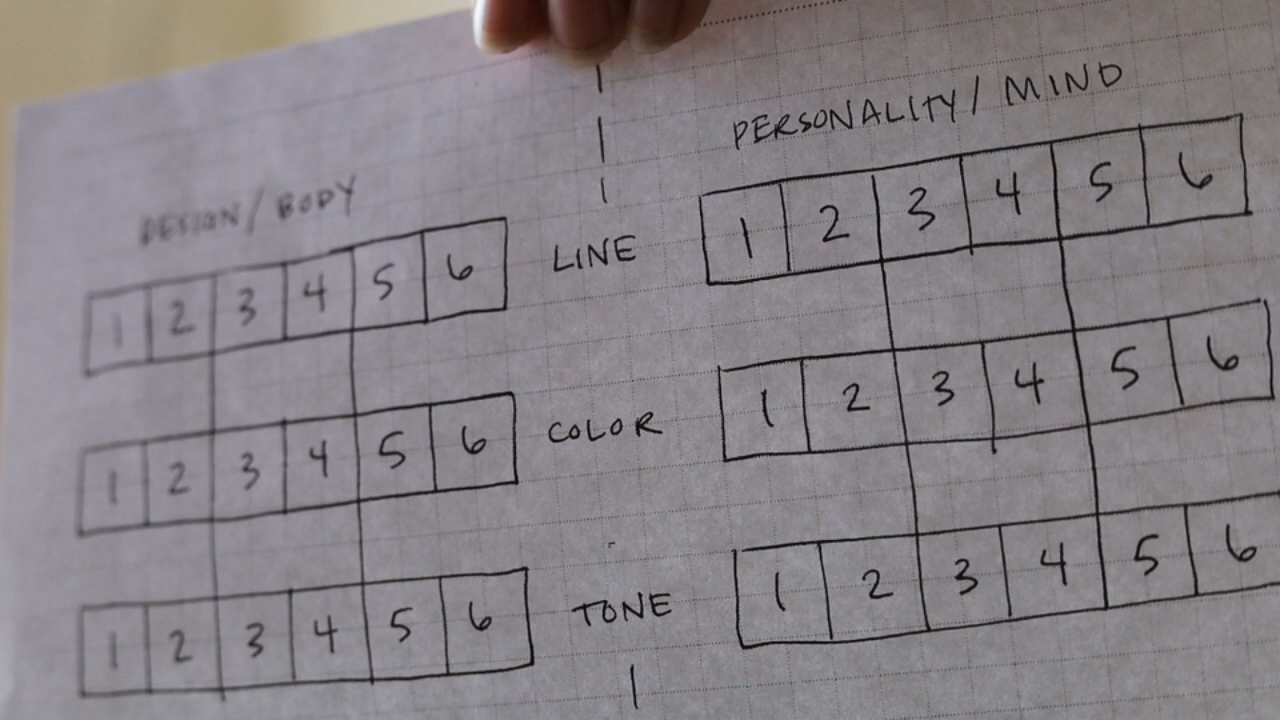 PERSONALITY/ MIND
DESIGN/ BODY
1 2 3 4 5 6 LINE 1 2 3 4 5 6
1 2 3 4 5 6 COLOR 1 2 3 4 5 6
1 2 3 4 5 6 TONE 1 2 3 4 5 6